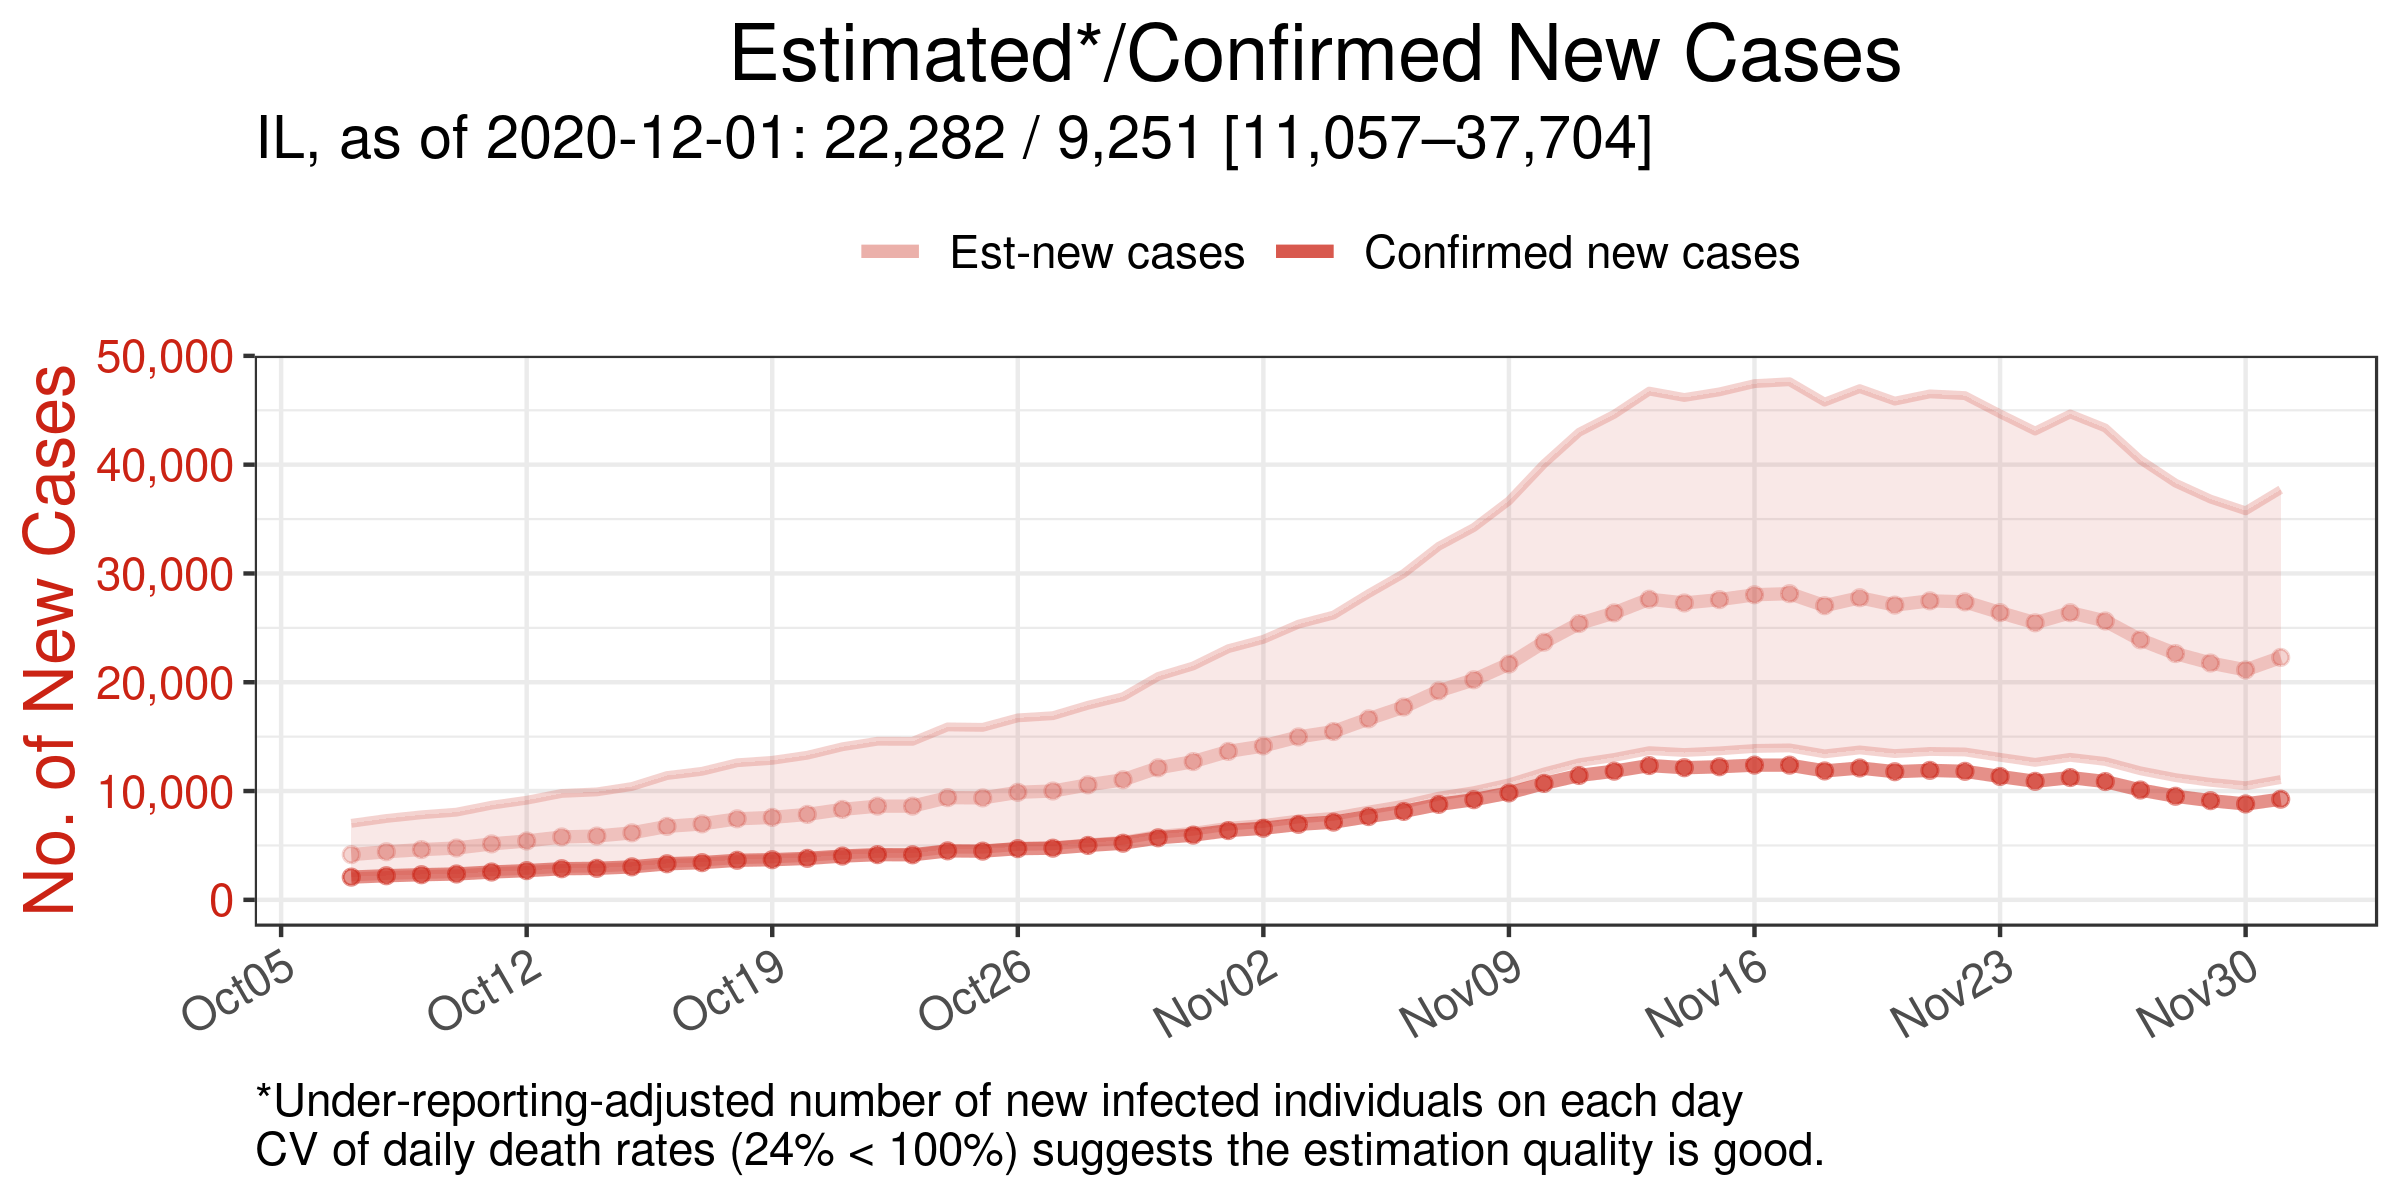 Estimated*/Confirmed New Cases
IL, as of 2020-12-01: 22,282 / 9,251 [11,057–37,704]
Est-new cases
Confirmed new cases
No. of New Cases
50,000
40,000
30,000
20,000
10,000
0
Oct05
Oct12
Oct19
Oct26
Nov02
Nov09
Nov16
Nov23
Nov30
*Under-reporting-adjusted number of new infected individuals on each day
CV of daily death rates (24% < 100%) suggests the estimation quality is good.